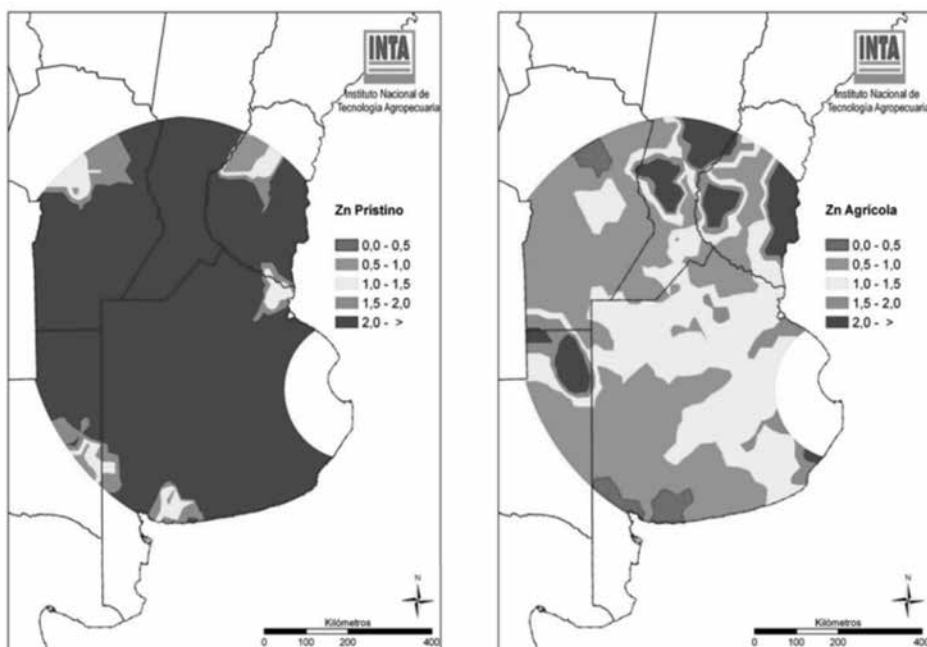 INTA
Instituto Nacional de
Tecnología Agropecuaria
Zn Pristino
0,0 - 0,5
0,5 - 1,0
1,0 - 1,5
1,5 - 2,0
2,0 - >
N
Kilómetros
0 100 200 400
INTA
Instituto Nacional de
Tecnología Agropecuaria
Zn Agrícola
0,0 - 0,5
0,5 - 1,0
1,0 - 1,5
1,5 - 2,0
2,0 - >
N
Kilómetros
0 100 200 400